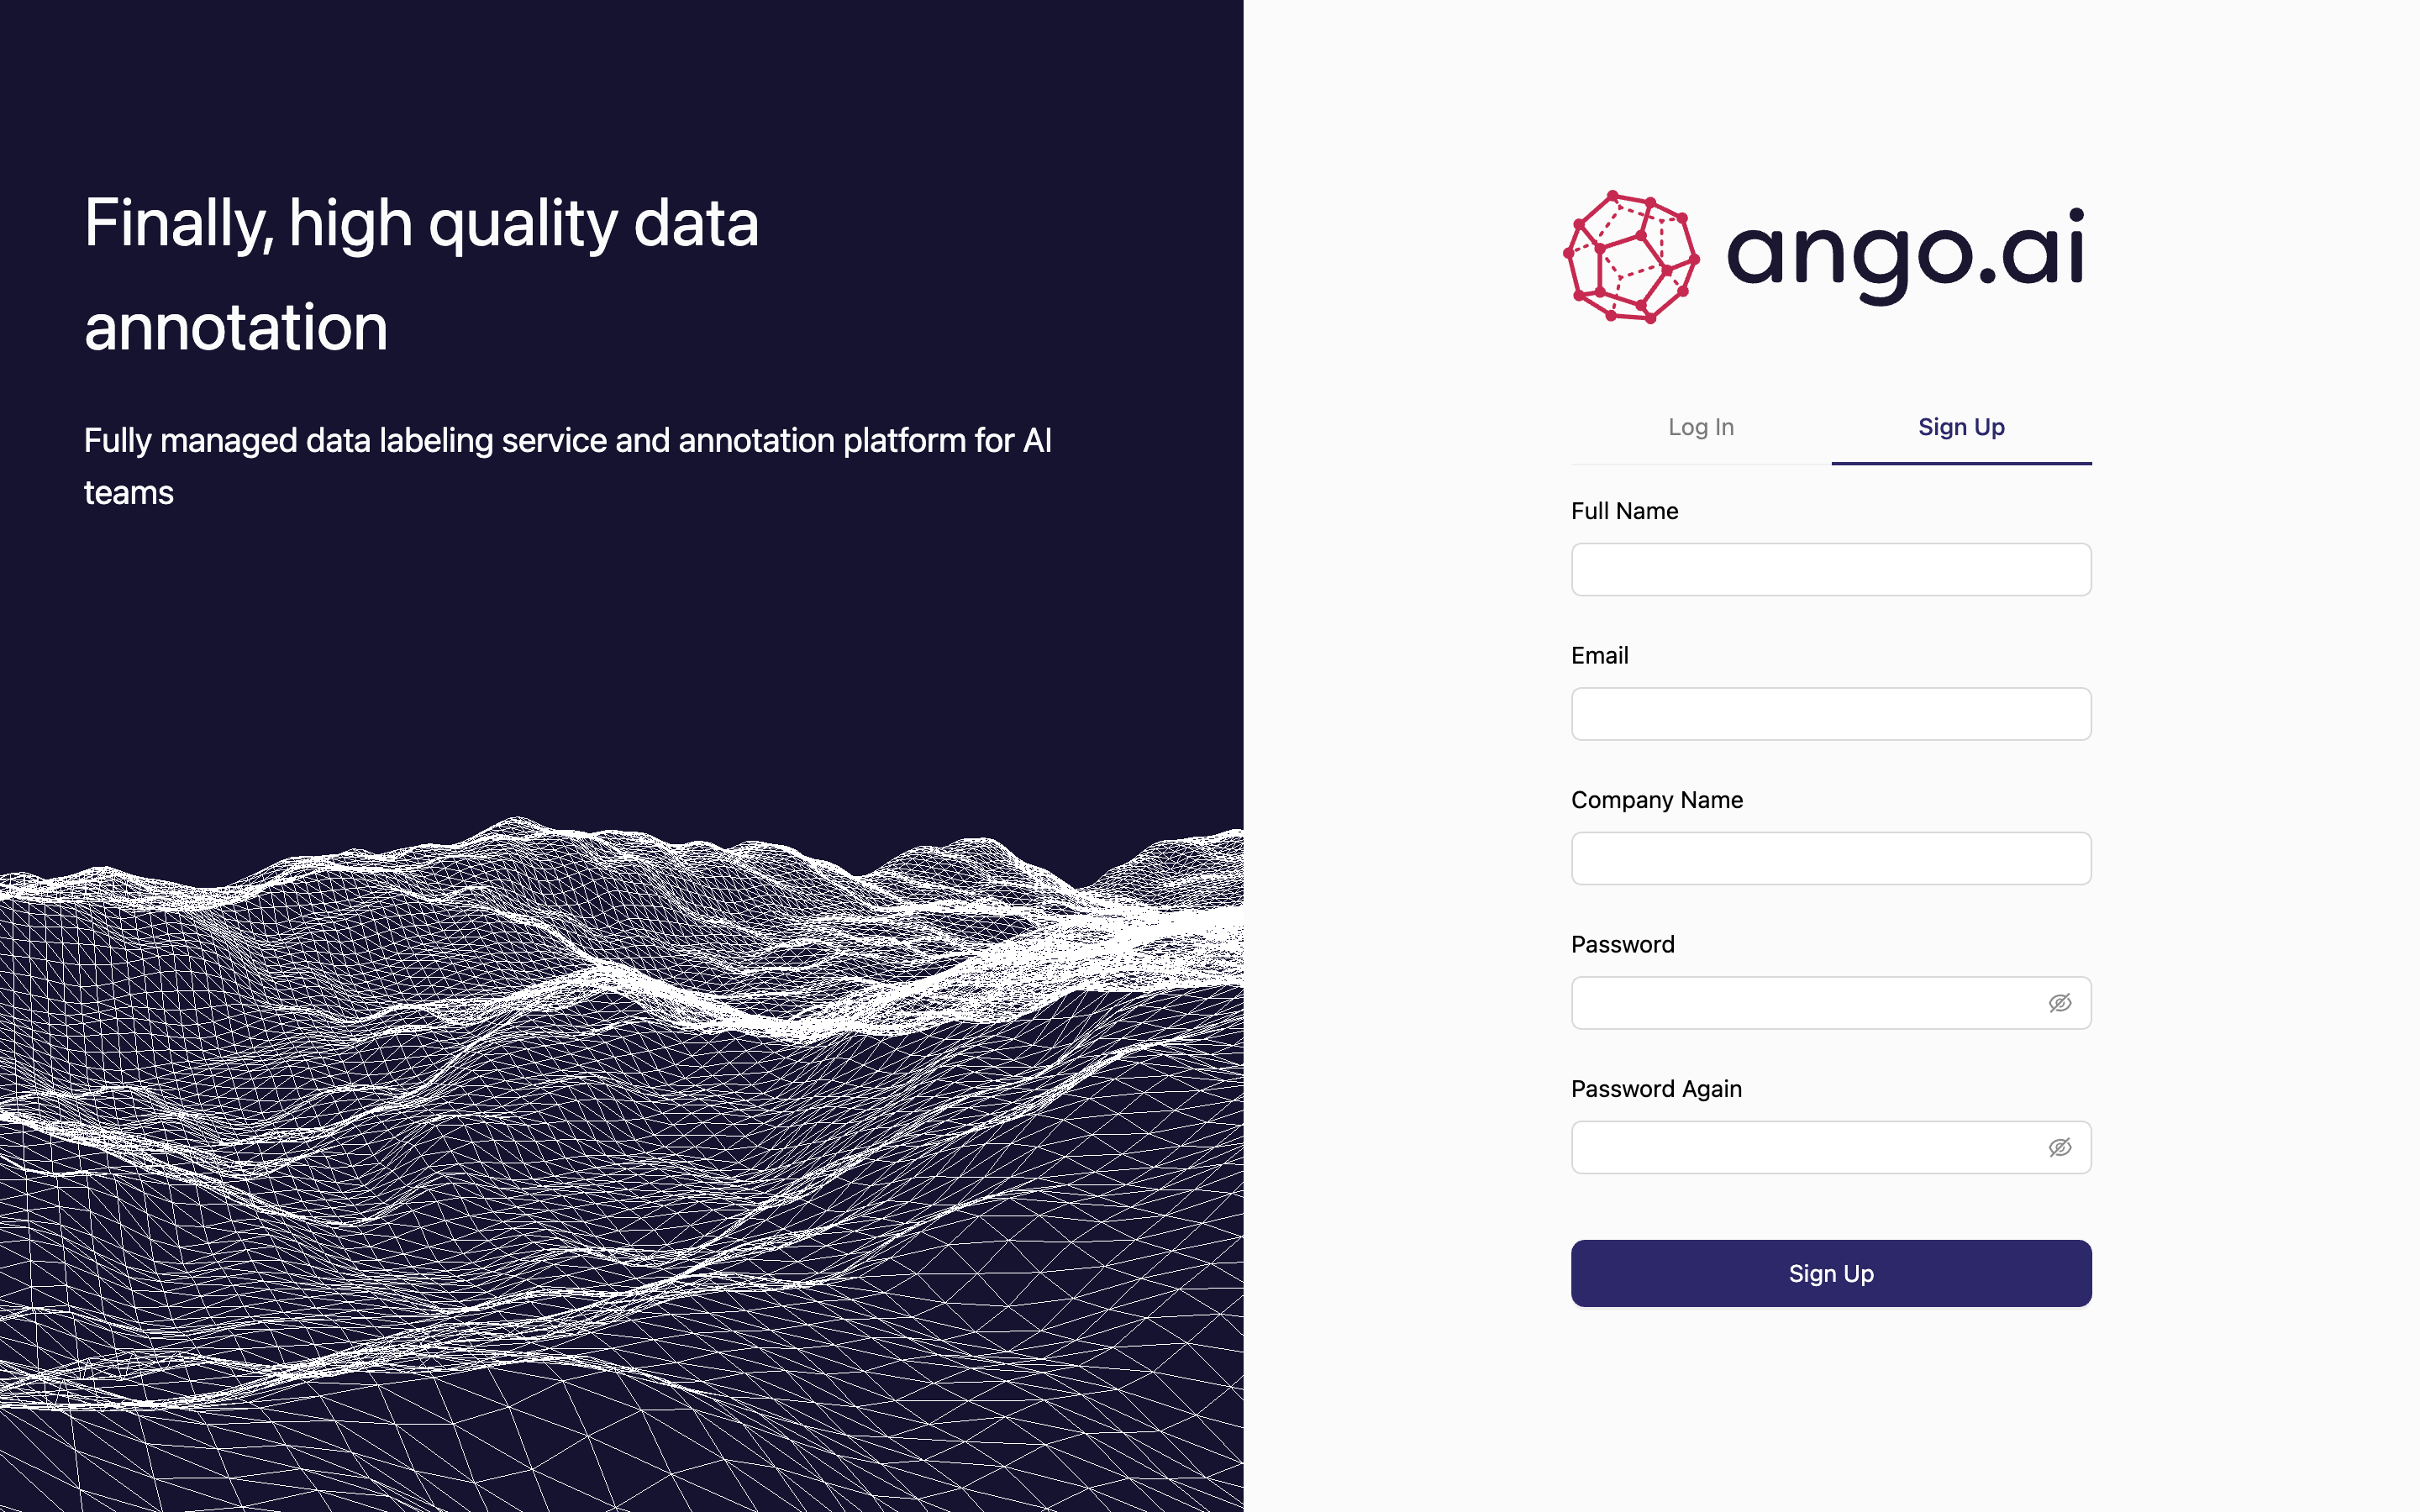 Finally, high quality data
annotation
Fully managed data labeling service and annotation platform for AI
teams
ango.ai
Log In
Sign Up
Full Name
Email
Company Name
Password
Password Again
Sign Up